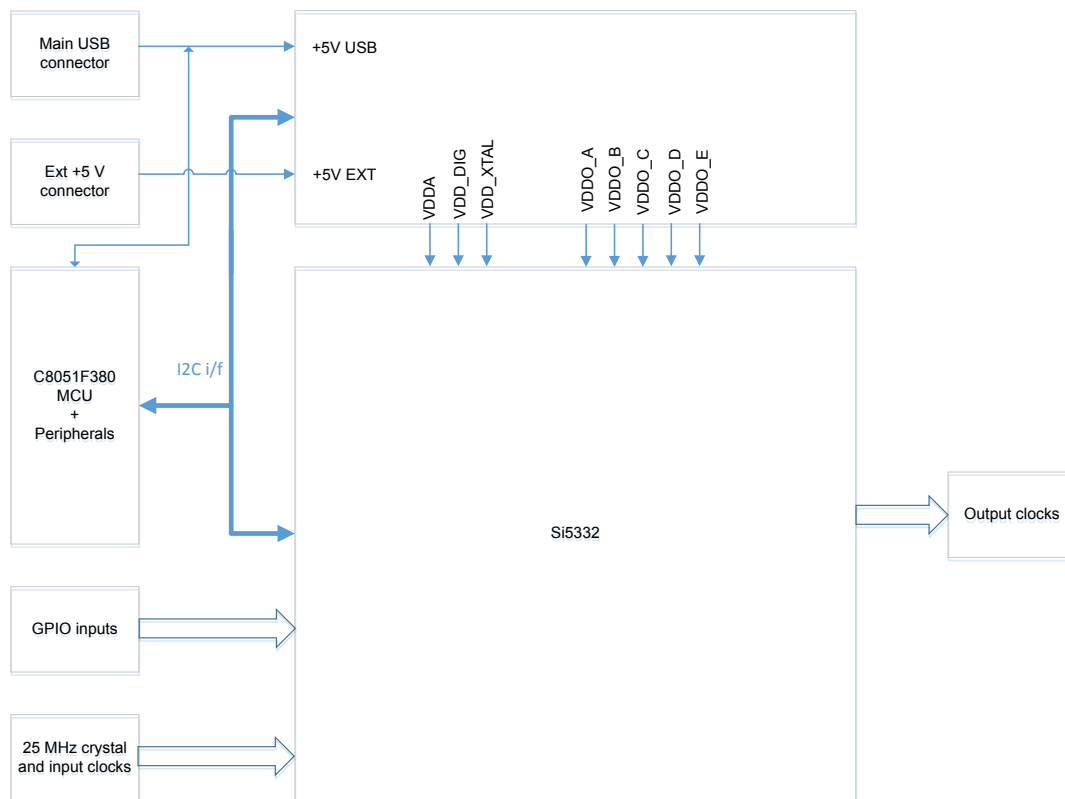 Main USB
connector
+5V USB
Ext +5 V
connector
+5V EXT
VDDA
VDD_DIG
VDD_XTAL
VDDO_A
VDDO_B
VDDO_C
VDDO_D
VDDO_E
I2C i/f
C8051F380
MCU
+
Peripherals
Si5332
Output clocks
GPIO inputs
25 MHz crystal
and input clocks